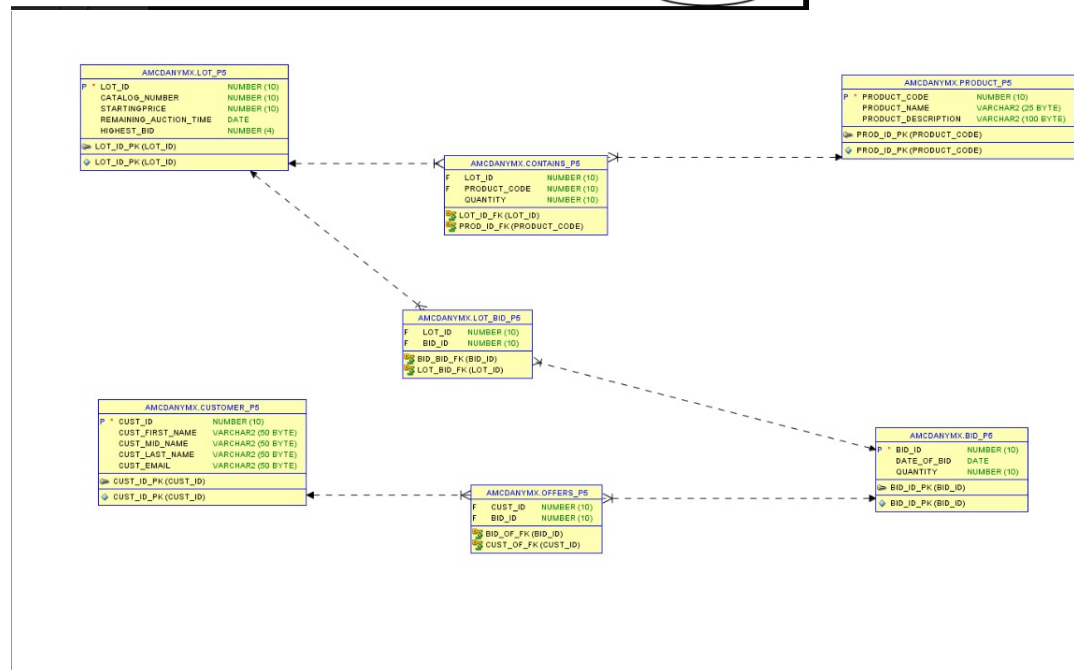 AMCDANYMX.LOT_P5
P * LOT_ID NUMBER (10)
CATALOG_NUMBER NUMBER (10)
STARTINGPRICE NUMBER (10)
REMAINING_AUCTION_TIME DATE
HIGHEST_BID NUMBER (4)
LOT_ID_PK (LOT_ID)
LOT_ID_PK (LOT_ID)
AMCDANYMX.PRODUCT_P5
P * PRODUCT_CODE NUMBER (10)
PRODUCT_NAME VARCHAR2 (25 BYTE)
PRODUCT_DESCRIPTION VARCHAR2 (100 BYTE)
PROD_ID_PK (PRODUCT_CODE)
PROD_ID_PK (PRODUCT_CODE)
AMCDANYMX.CONTAINS_P5
F LOT_ID NUMBER (10)
F PRODUCT_CODE NUMBER (10)
QUANTITY NUMBER (10)
LOT_ID_FK (LOT_ID)
PROD_ID_FK (PRODUCT_CODE)
AMCDANYMX.LOT_BID_P5
F LOT_ID NUMBER (10)
F BID_ID NUMBER (10)
BID_BID_FK (BID_ID)
LOT_BID_FK (LOT_ID)
AMCDANYMX.CUSTOMER_P5
P * CUST_ID NUMBER (10)
CUST_FIRST_NAME VARCHAR2 (50 BYTE)
CUST_MID_NAME VARCHAR2 (50 BYTE)
CUST_LAST_NAME VARCHAR2 (50 BYTE)
CUST_EMAIL VARCHAR2 (50 BYTE)
CUST_ID_PK (CUST_ID)
CUST_ID_PK (CUST_ID)
AMCDANYMX.BID_P5
P * BID_ID NUMBER (10)
DATE_OF_BID DATE
QUANTITY NUMBER (10)
BID_ID_PK (BID_ID)
BID_ID_PK (BID_ID)
AMCDANYMX.OFFERS_P5
F CUST_ID NUMBER (10)
F BID_ID NUMBER (10)
BID_OF_FK (BID_ID)
CUST_OF_FK (CUST_ID)